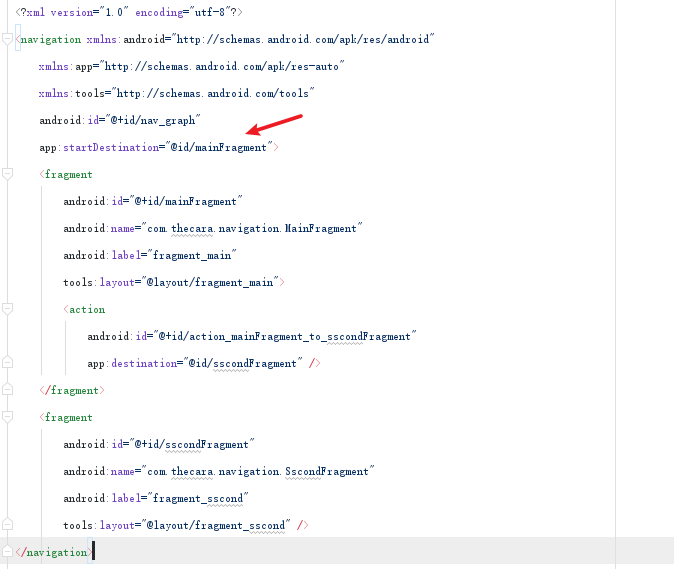 <?xml version="1.0" encoding="utf-8"?>
<navigation xmlns:android="http://schemas.android.com/apk/res/android"
xmlns:app="http://schemas.android.com/apk/res-auto"
xmlns:tools="http://schemas.android.com/tools"
android:id="@+id/nav_graph"
app:startDestination="@id/mainFragment">
<fragment
android:id="@+id/mainFragment"
android:name="com.thecara.navigation.MainFragment"
android:label="fragment_main"
tools:layout="@layout/fragment_main">
<action
android:id="@+id/action_mainFragment_to_sscondFragment"
app:destination="@id/sscondFragment" />
</fragment>
<fragment
android:id="@+id/sscondFragment"
android:name="com.thecara.navigation.SscondFragment"
android:label="fragment_sscond"
tools:layout="@layout/fragment_sscond" />
</navigation>